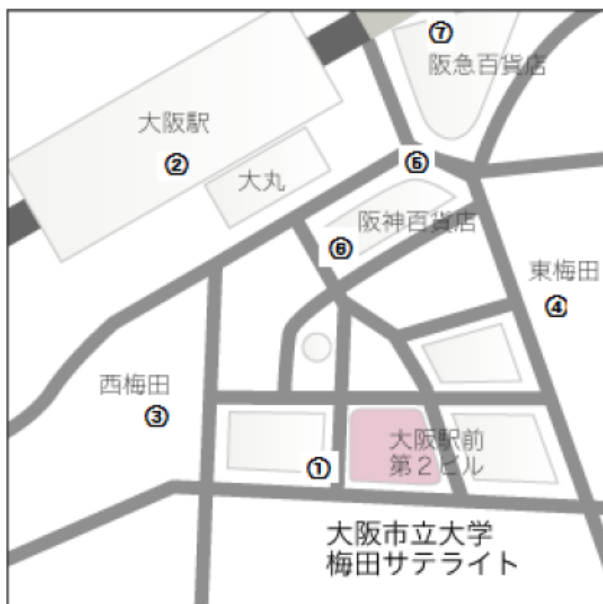 ⑦
阪急百貨店
大阪駅
②
⑤
大丸
阪神百貨店
⑥
東梅田
④
西梅田
③
大阪駅前
第２ビル
①
大阪市立大学
梅田サテライト